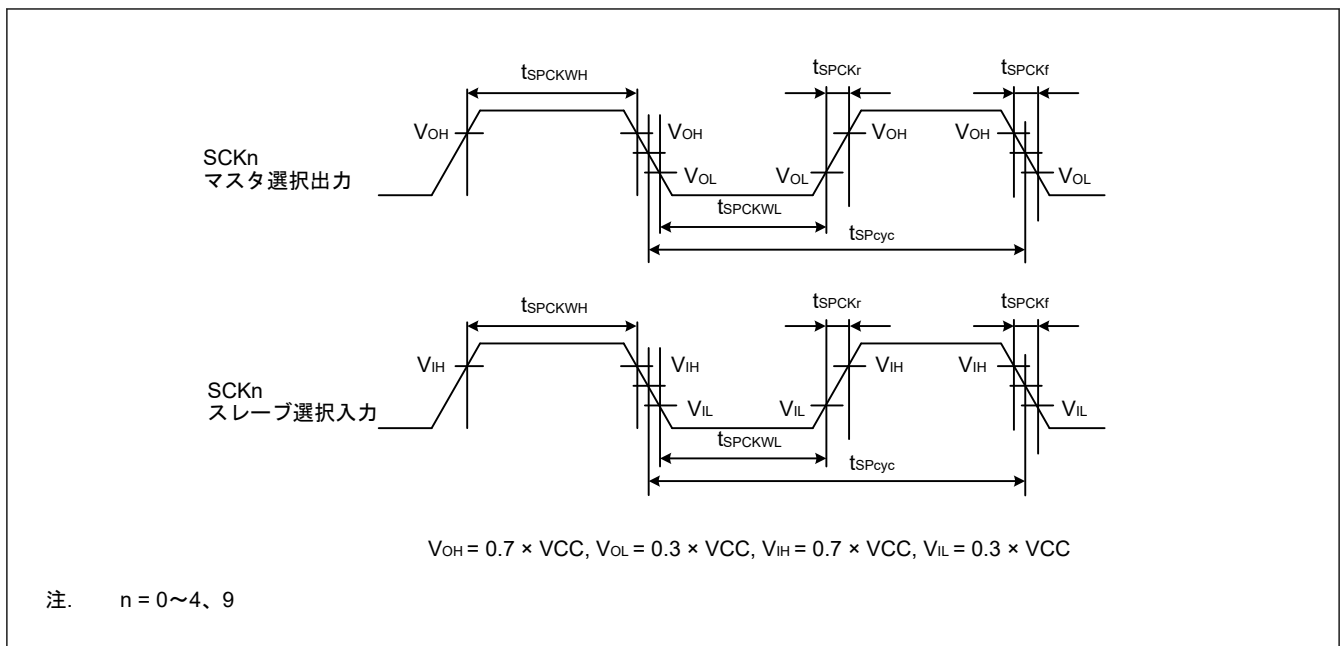 tSPCKWH
tSPCKr
tSPCKf
VOH
VOH
VOH
VOH
SCKn
マスタ選択出力
VOL
VOL
VOL
tSPCKWL
tSPcyc
tSPCKWH
tSPCKr
tSPCKf
VIH
VIH
VIH
VIH
SCKn
スレーブ選択入力
VIL
VIL
VIL
tSPCKWL
tSPcyc
VOH = 0.7 × VCC, VOL = 0.3 × VCC, VIH = 0.7 × VCC, VIL = 0.3 × VCC
注. n = 0～4、9